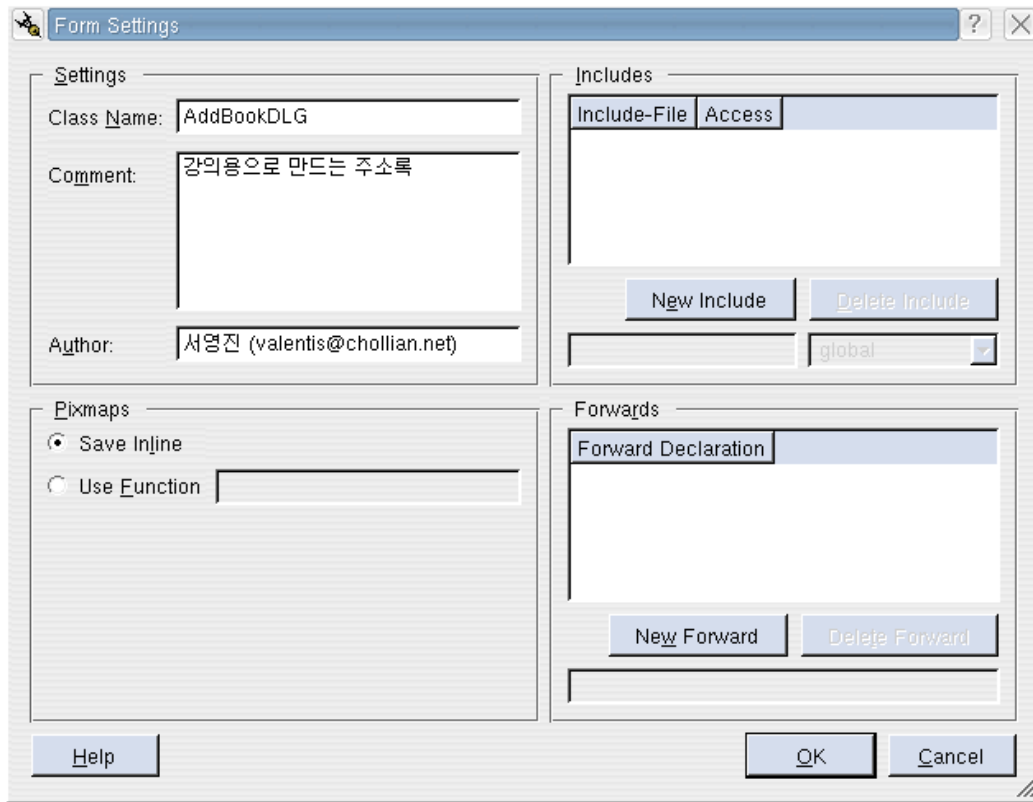 Form Settings
Settings
Class Name: AddBookDLG
Comment: 강의용으로 만드는 주소록
Author: 서영진 (valentis@chollian.net)
Includes
Include-File Access
New Include Delete Include
global
Pixmaps
Save Inline
Use Function
Forwards
Forward Declaration
New Forward Delete Forward
Help OK Cancel